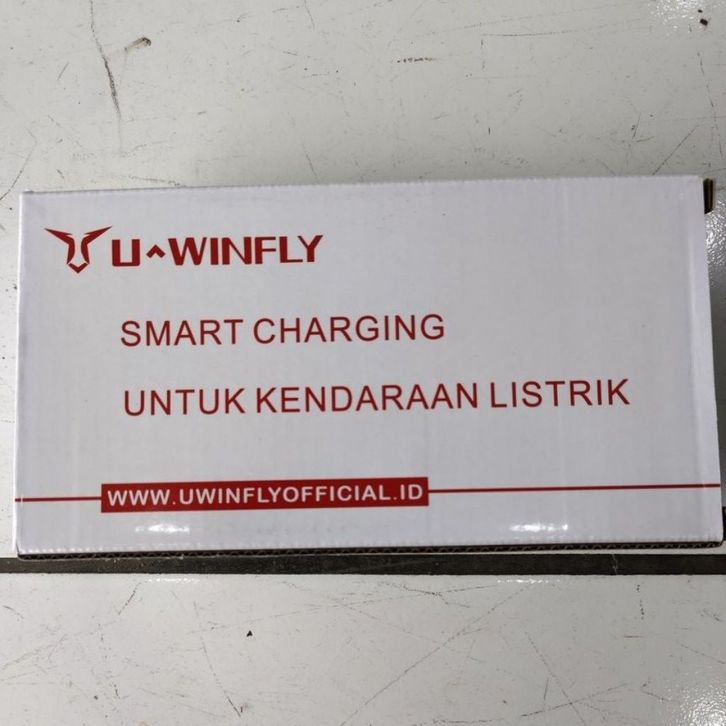 U^WINFLY
SMART CHARGING
UNTUK KENDARAAN LISTRIK
WWW.UWINFLYOFFICIAL.ID